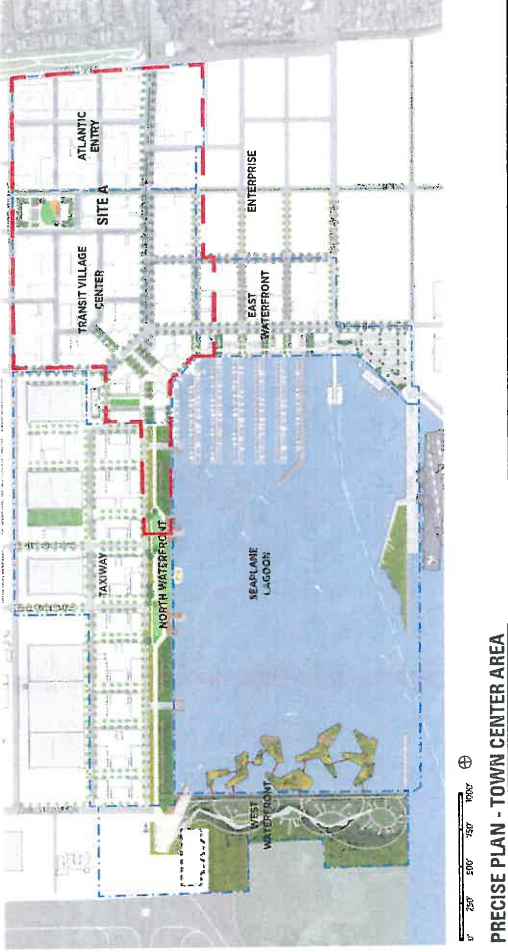 ATLANTIC
ENTRY
SITE A
TRANSIT VILLAGE
CENTER
ENTERPRISE
EAST
WATERFRONT
TAXIWAY
NORTH WATERFRONT
SEAPLANE
LAGOON
WEST
WATERFRONT
0' 250' 500' 750' 1000'
PRECISE PLAN - TOWN CENTER AREA